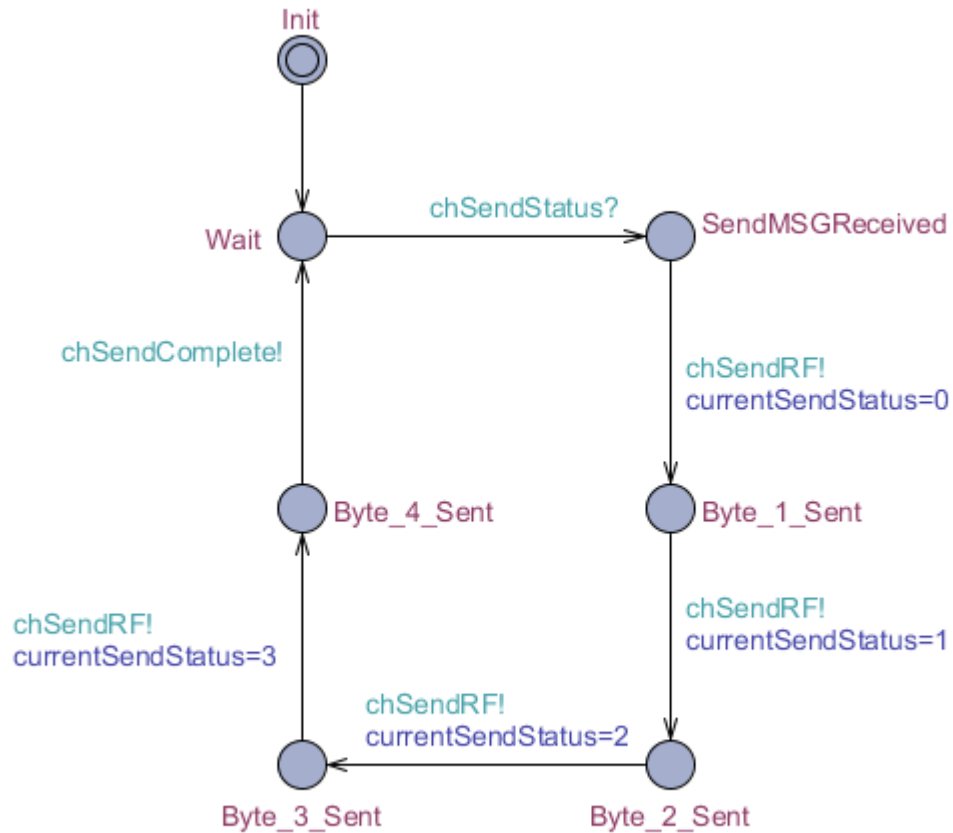 Init
chSendStatus?
Wait
SendMSGReceived
chSendComplete!
chSendRF!
currentSendStatus=0
Byte_4_Sent
Byte_1_Sent
chSendRF!
currentSendStatus=3
chSendRF!
currentSendStatus=1
chSendRF!
currentSendStatus=2
Byte_3_Sent
Byte_2_Sent